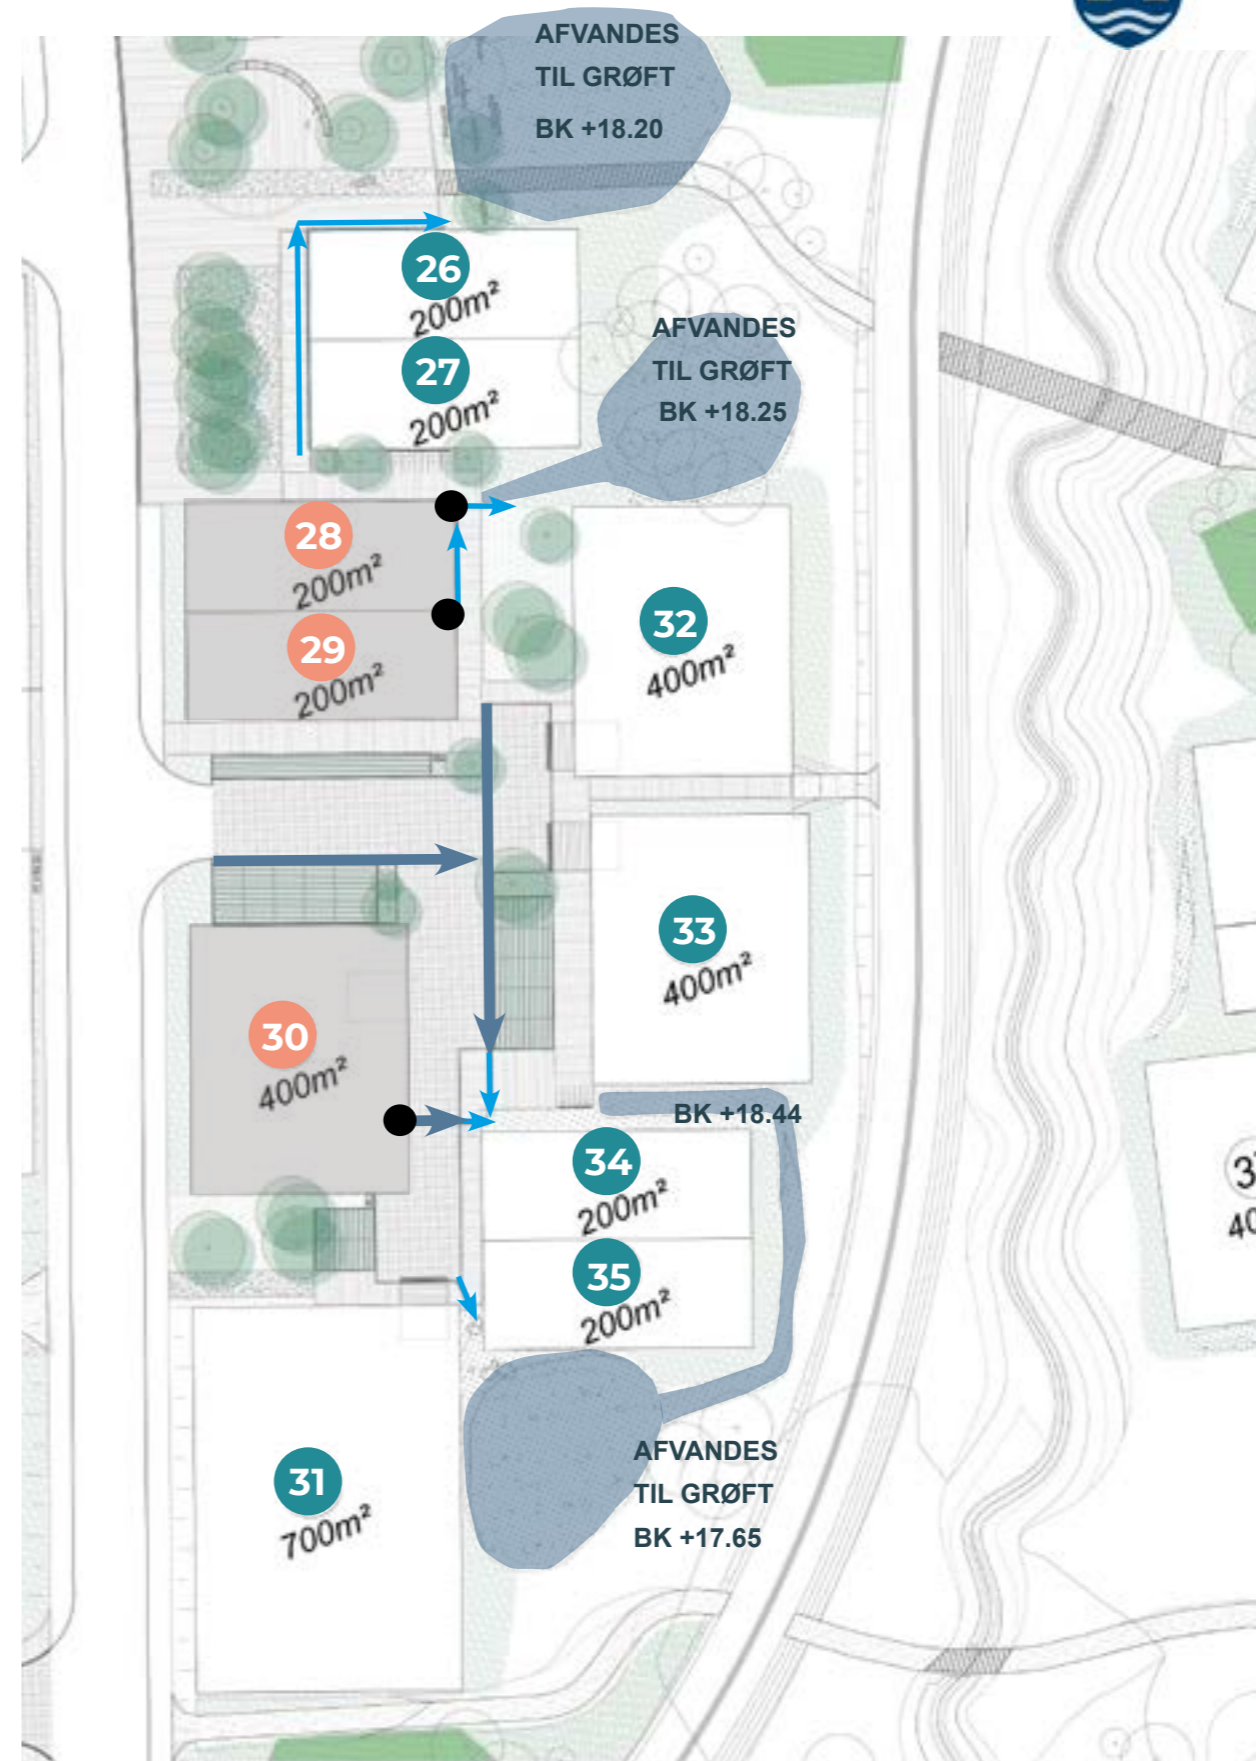 AFVANDES
TIL GRØFT
BK +18.20
26
200m²
27
200m²
AFVANDES
TIL GRØFT
BK +18.25
28
200m²
29
200m²
32
400m²
33
400m²
30
400m²
BK +18.44
34
200m²
35
200m²
31
700m²
AFVANDES
TIL GRØFT
BK +17.65